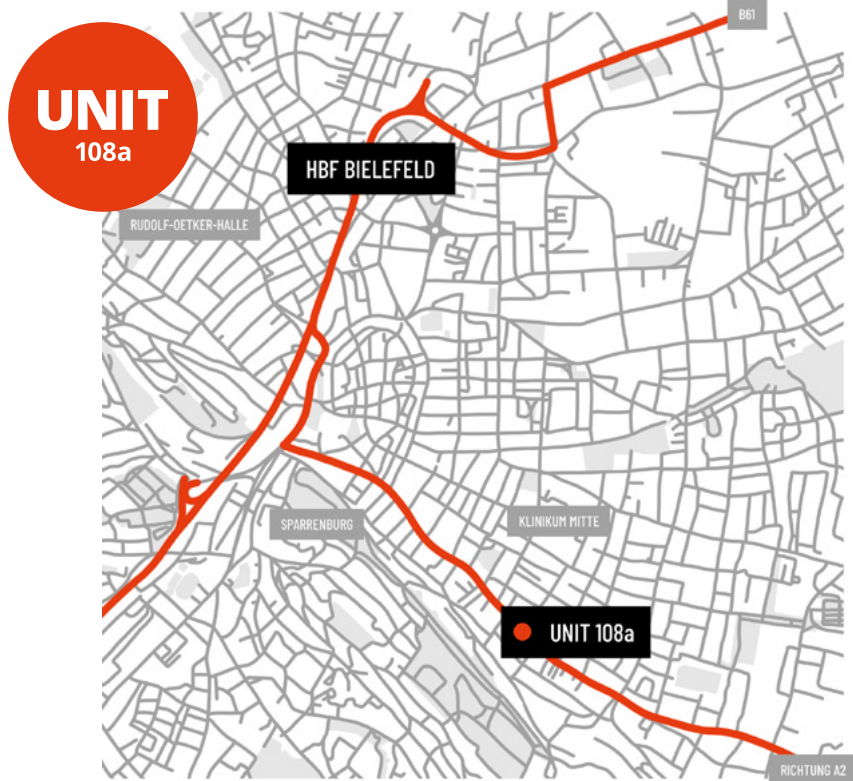 B61
UNIT
108a
HBF BIELEFELD
RUDOLF-OETKER-HALLE
SPARRENBURG
KLINIKUM MITTE
UNIT 108a
RICHTUNG A2